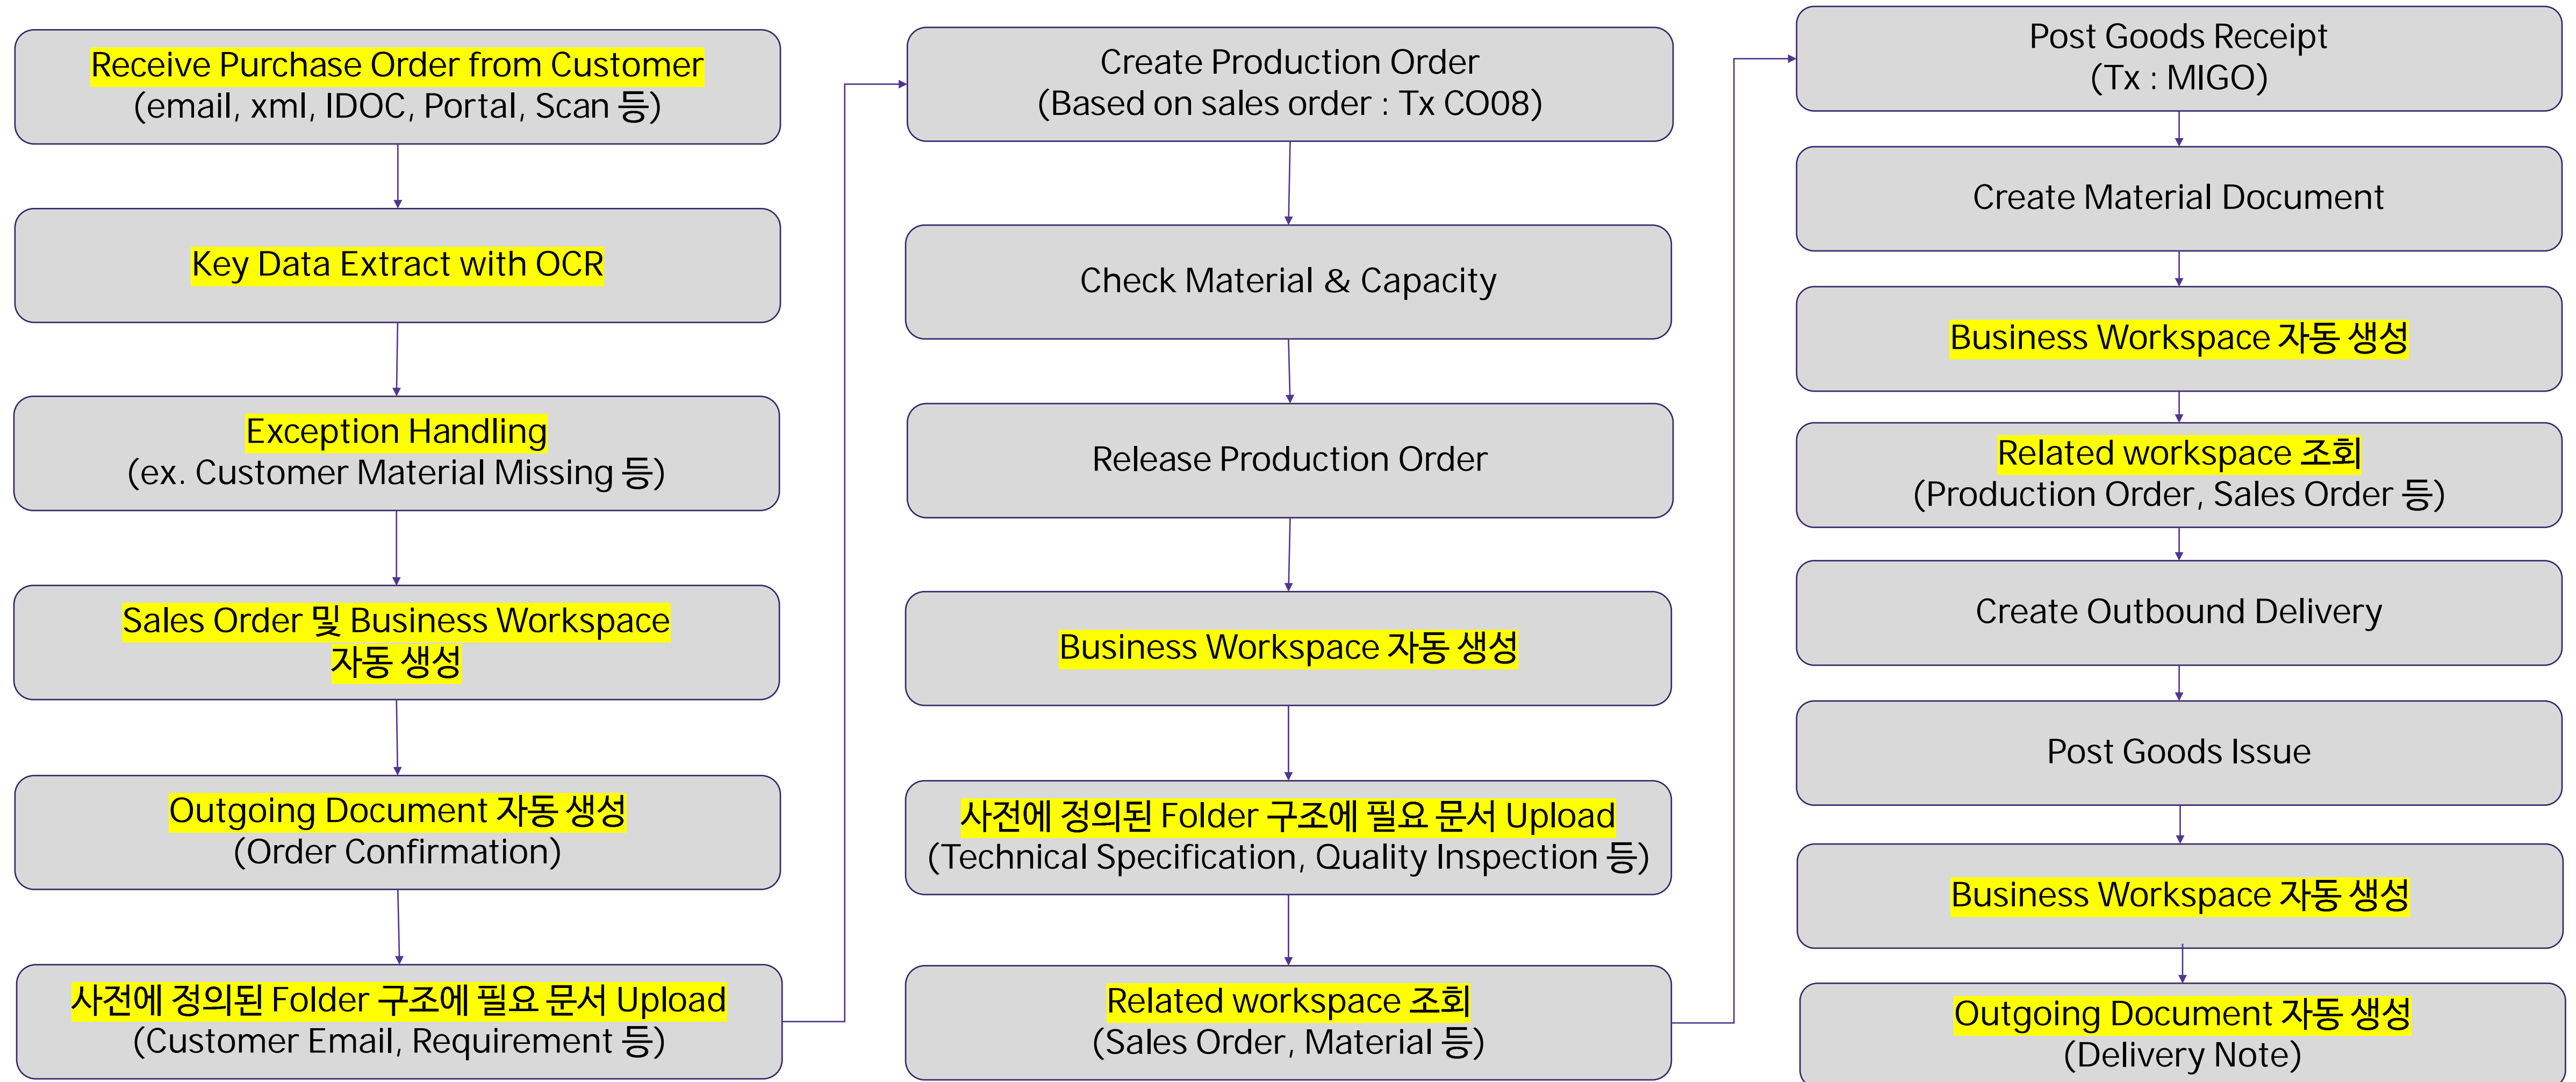 Receive Purchase Order from Customer
(email, xml, IDOC, Portal, Scan 등)
Key Data Extract with OCR
Exception Handling
(ex. Customer Material Missing 등)
Sales Order 및 Business Workspace
자동 생성
Outgoing Document 자동 생성
(Order Confirmation)
사전에 정의된 Folder 구조에 필요 문서 Upload
(Customer Email, Requirement 등)
Create Production Order
(Based on sales order : Tx CO08)
Check Material & Capacity
Release Production Order
Business Workspace 자동 생성
사전에 정의된 Folder 구조에 필요 문서 Upload
(Technical Specification, Quality Inspection 등)
Related workspace 조회
(Sales Order, Material 등)
Post Goods Receipt
(Tx : MIGO)
Create Material Document
Business Workspace 자동 생성
Related workspace 조회
(Production Order, Sales Order 등)
Create Outbound Delivery
Post Goods Issue
Business Workspace 자동 생성
Outgoing Document 자동 생성
(Delivery Note)